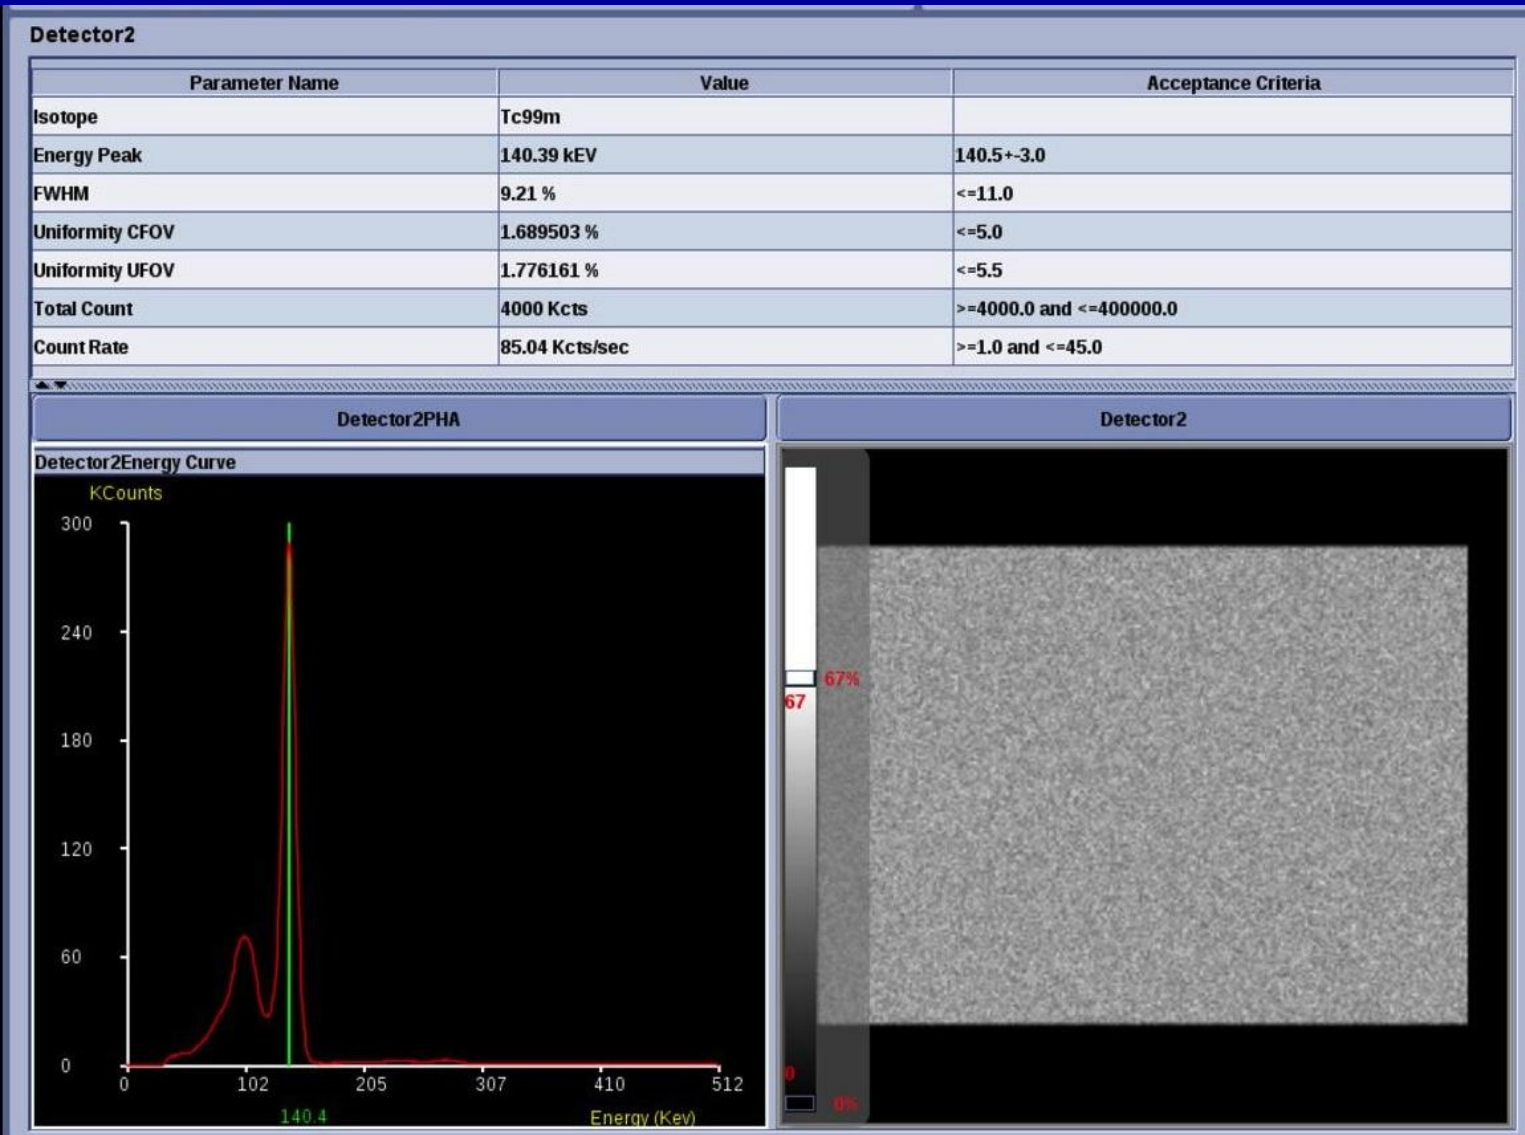 Detector2
Parameter Name Value Acceptance Criteria
Isotope Tc99m
Energy Peak 140.39 kEV 140.5+-3.0
FWHM 9.21 % <=11.0
Uniformity CFOV 1.689503 % <=5.0
Uniformity UFOV 1.776161 % <=5.5
Total Count 4000 Kcts >=4000.0 and <=400000.0
Count Rate 85.04 Kcts/sec >=1.0 and <=45.0
Detector2PHA Detector2
Detector2Energy Curve
KCounts
300
240
180
120
60
0
0 102 205 307 410 512
140.4 Energy (Kev)
67%
67
0
0%